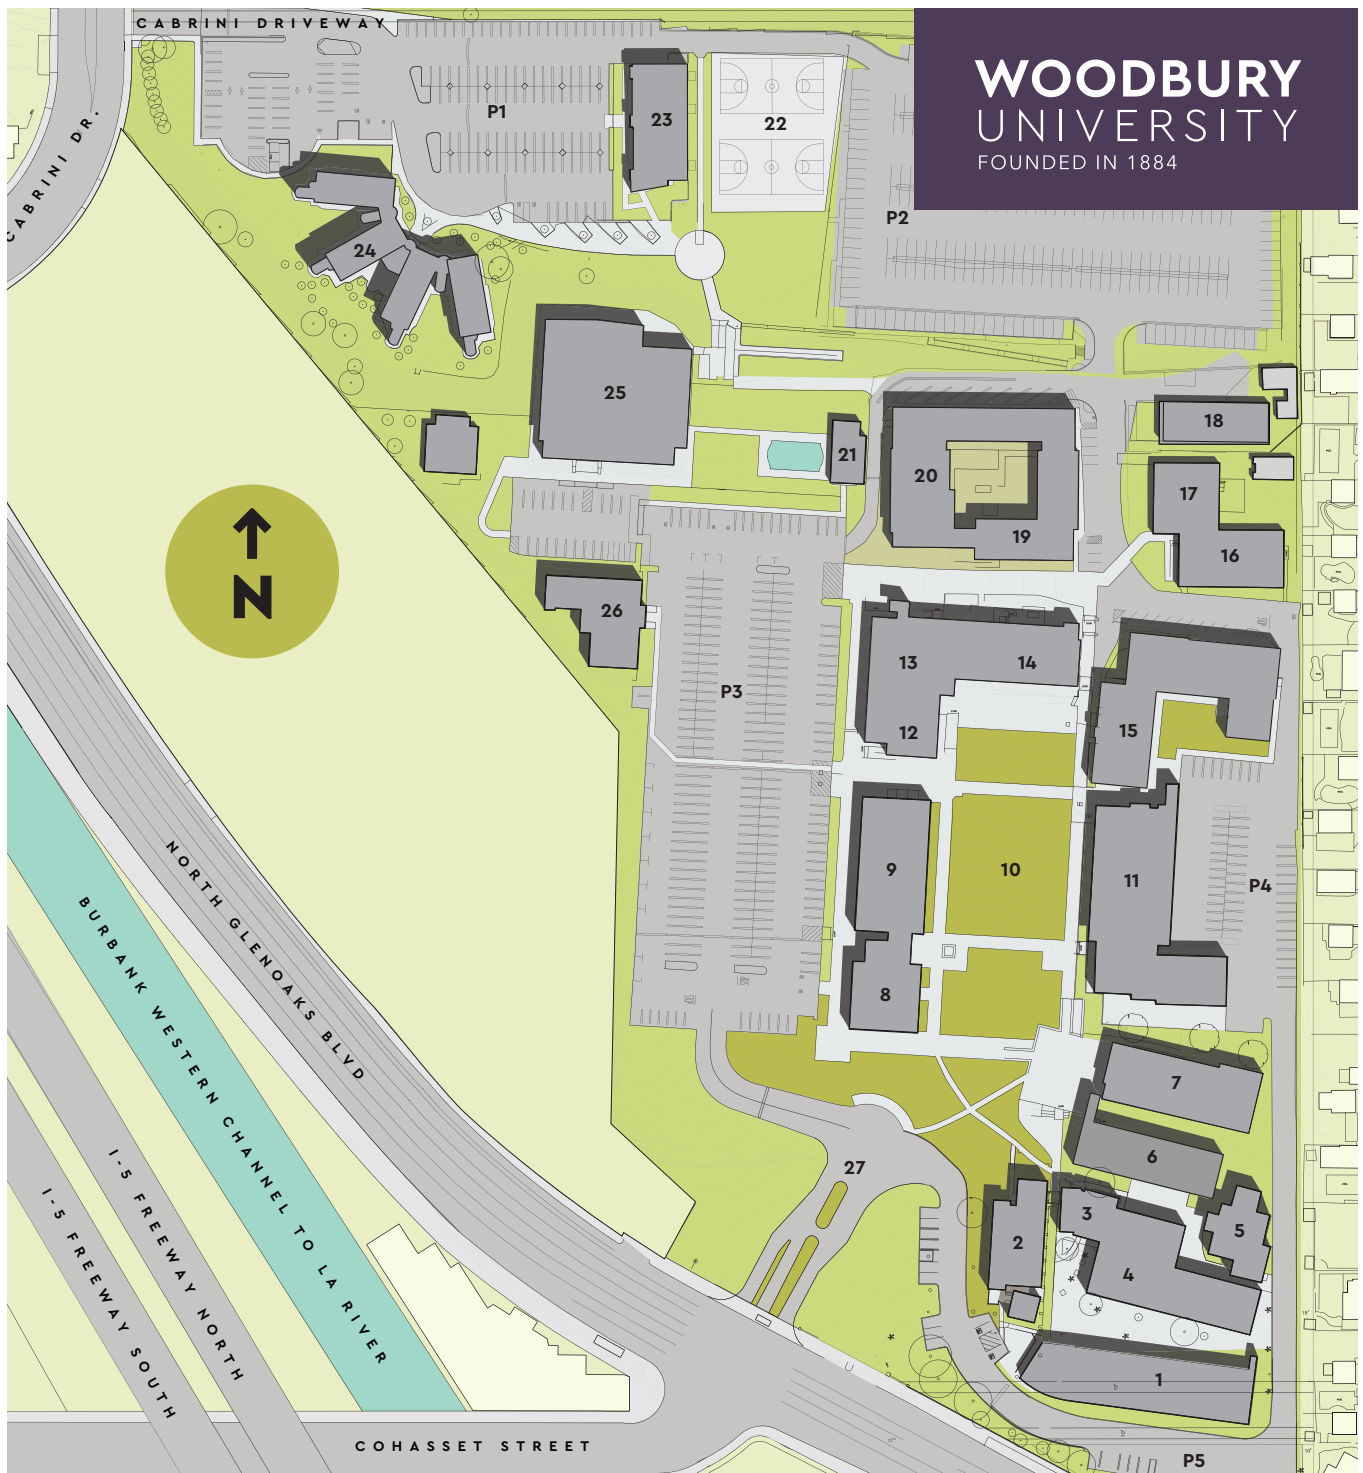 CABRINI DRIVEWAY
WOODBURY
UNIVERSITY
FOUNDED IN 1884
CABRINI DR.
P1
23
22
P2
24
25
21
20
19
18
17
16
N
26
P3
13
14
12
15
9
10
11
P4
8
7
6
27
5
3
2
4
1
P5
NORTH GLENOAKS BLVD
BURBANK WESTERN CHANNEL TO LA RIVER
I-5 FREEWAY NORTH
I-5 FREEWAY SOUTH
COHASSET STREET